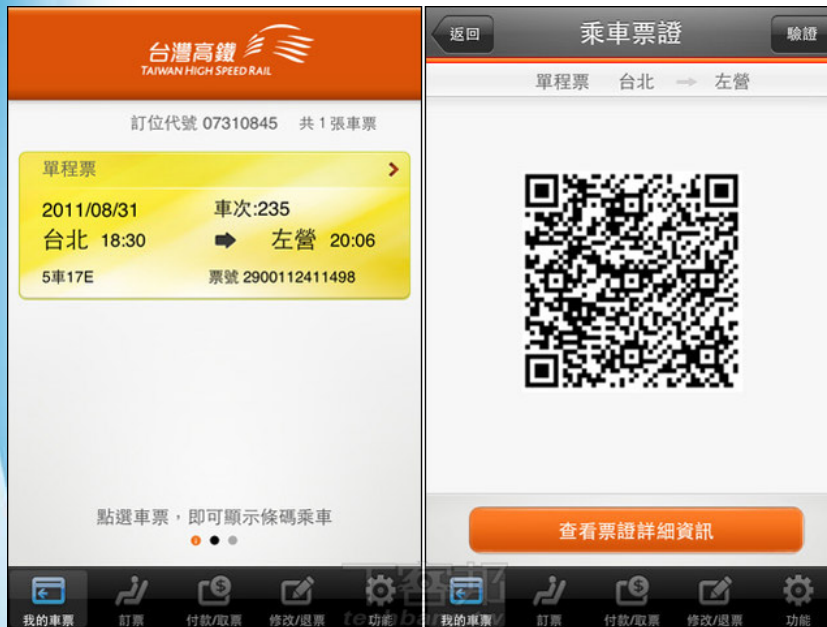 台灣高鐵
TAIWAN HIGH SPEED RAIL
訂位代號 07310845 共 1 張車票
單程票
2011/08/31 車次:235
台北 18:30 左營 20:06
5車17E 票號 2900112411498
點選車票，即可顯示條碼乘車
我的車票 訂票 付款/取票 修改/退票 功能
返回 乘車票證 驗證
單程票 台北 左營
查看票證詳細資訊
我的車票 訂票 付款/取票 修改/退票 功能